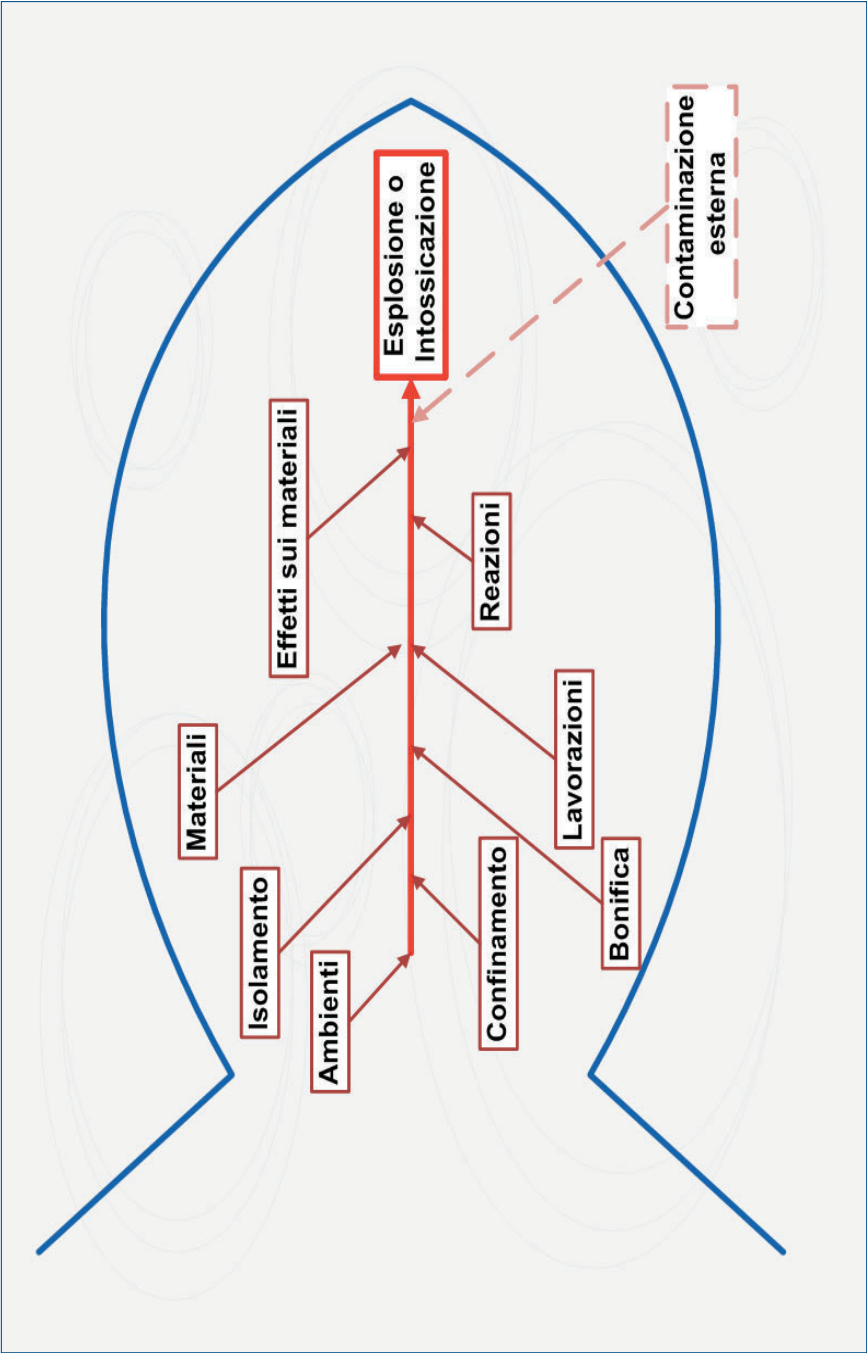 Materiali
Isolamento
Effetti sui materiali
Ambienti
Esplosione o
Intossicazione
Confinamento
Reazioni
Lavorazioni
Bonifica
Contaminazione
esterna